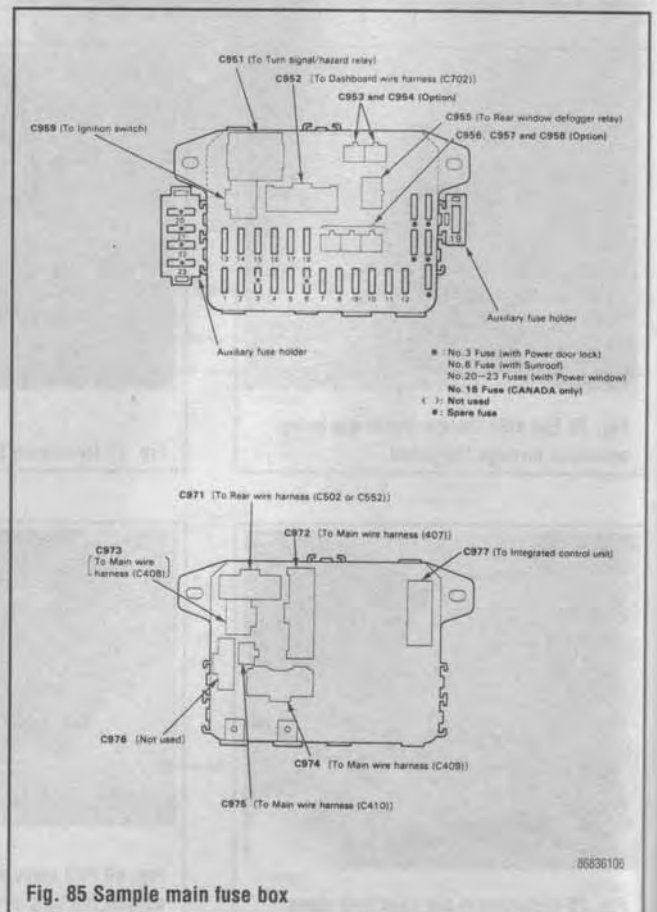 C951 (To Turn signal/hazard relay)
C952 [To Dashboard wire harness (C702)]
C953 and C954 (Option)
C959 (To Ignition switch)
C955 (To Rear window defogger relay)
C956, C957 and C958 (Option)
20
21
22
23
19
13 14 15 16 17 18
1 2 3 4 5 6 7 8 9 10 11 12
Auxiliary fuse holder
Auxiliary fuse holder
: No.3 Fuse (with Power door lock)
No.6 Fuse (with Sunroof)
No.20-23 Fuses (with Power window)
No.18 Fuse (CANADA only)
( ): Not used
: Spare fuse
C971 [To Rear wire harness (C502 or C552)]
C972 [To Main wire harness (407)]
C973
[To Main wire
harness (C408)]
C977 (To Integrated control unit)
C976 (Not used)
C974 [To Main wire harness (C409)]
C975 [To Main wire harness (C410)]
86836106
Fig. 85 Sample main fuse box